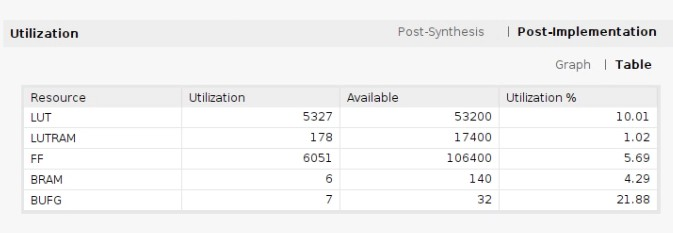 Utilization Post-Synthesis | Post-Implementation
Graph | Table
Resource Utilization Available Utilization %
LUT 5327 53200 10.01
LUTRAM 178 17400 1.02
FF 6051 106400 5.69
BRAM 6 140 4.29
BUFG 7 32 21.88